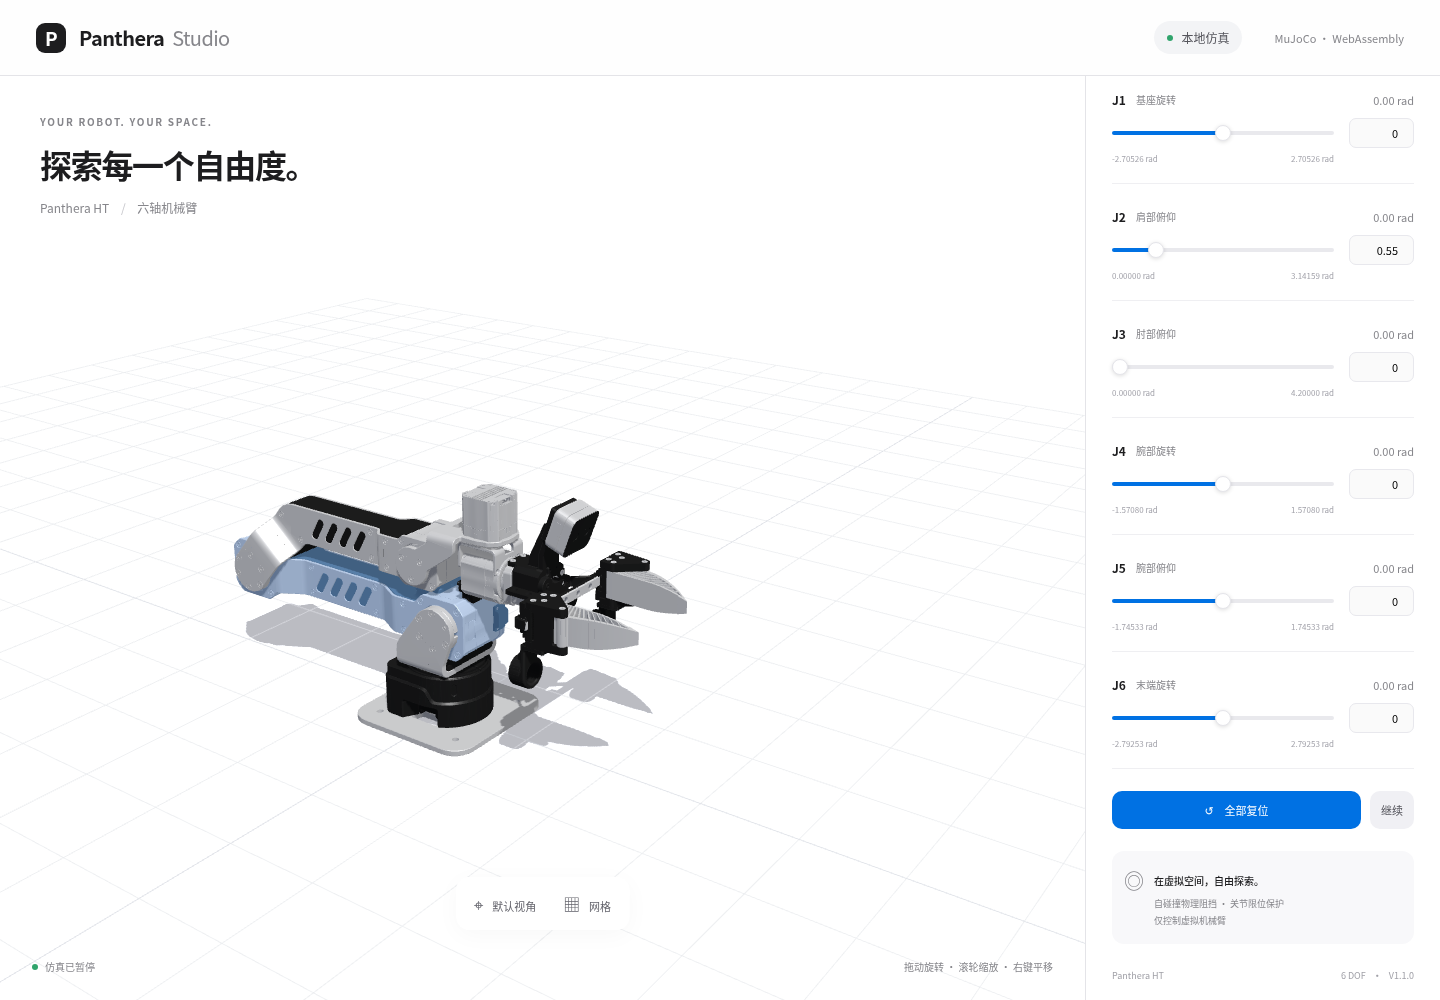 P Panthera Studio
本地仿真
MuJoCo · WebAssembly
YOUR ROBOT. YOUR SPACE.
探索每一个自由度。
Panthera HT / 六轴机械臂
J1 基座旋转 0.00 rad
0
-2.70526 rad 2.70526 rad
J2 肩部俯仰 0.00 rad
0.55
0.00000 rad 3.14159 rad
J3 肘部俯仰 0.00 rad
0
0.00000 rad 4.20000 rad
J4 腕部旋转 0.00 rad
0
-1.57080 rad 1.57080 rad
J5 腕部俯仰 0.00 rad
0
-1.74533 rad 1.74533 rad
J6 末端旋转 0.00 rad
0
-2.79253 rad 2.79253 rad
↺ 全部复位 继续
在虚拟空间，自由探索。
自碰撞物理阻挡 · 关节限位保护
仅控制虚拟机械臂
Panthera HT 6 DOF · V1.1.0
⌖ 默认视角 ▦ 网格
仿真已暂停
拖动旋转 · 滚轮缩放 · 右键平移